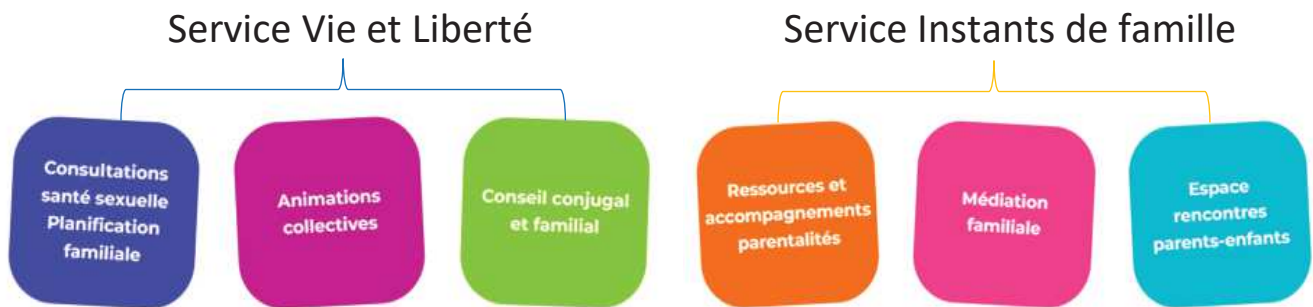 Service Vie et Liberté
Service Instants de famille
Consultations
santé sexuelle
Planification
familiale
Animations
collectives
Conseil conjugal
et familial
Ressources et
accompagnements
parentalités
Médiation
familiale
Espace
rencontres
parents-enfants